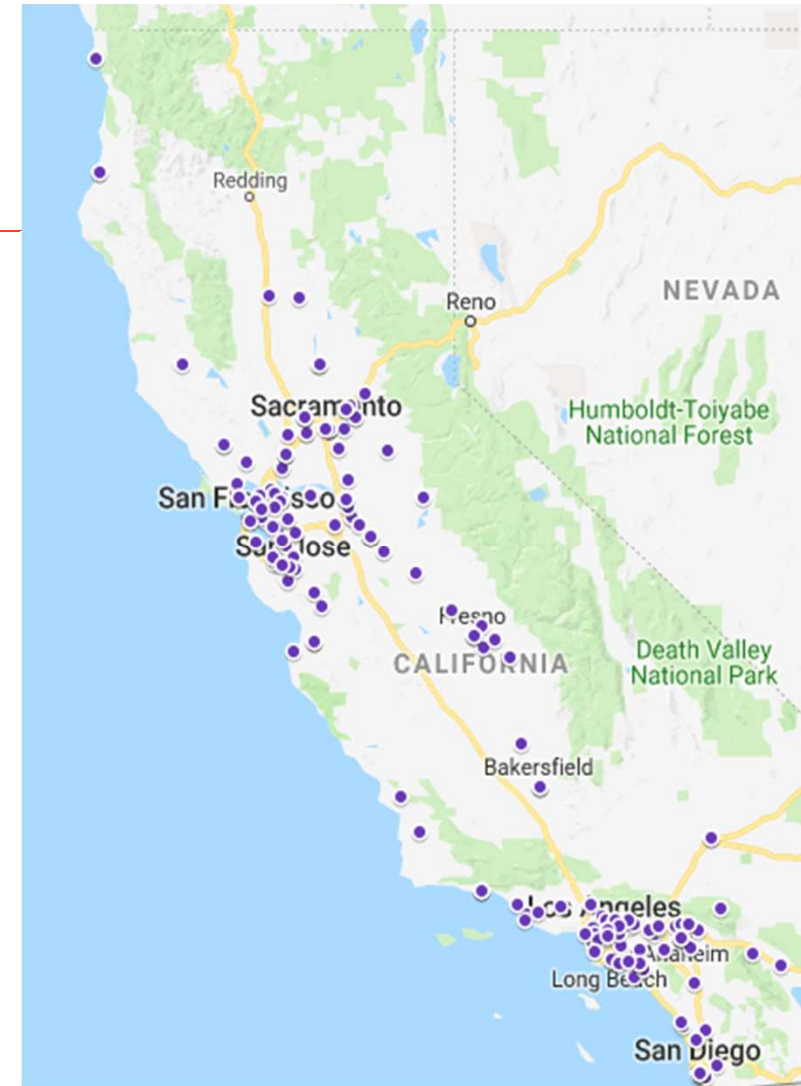 Redding
Reno
NEVADA
Sacramento
Humboldt-Toiyabe
National Forest
San Francisco
San Jose
Fresno
Death Valley
National Park
CALIFORNIA
Bakersfield
Los Angeles
Anaheim
Long Beach
San Diego